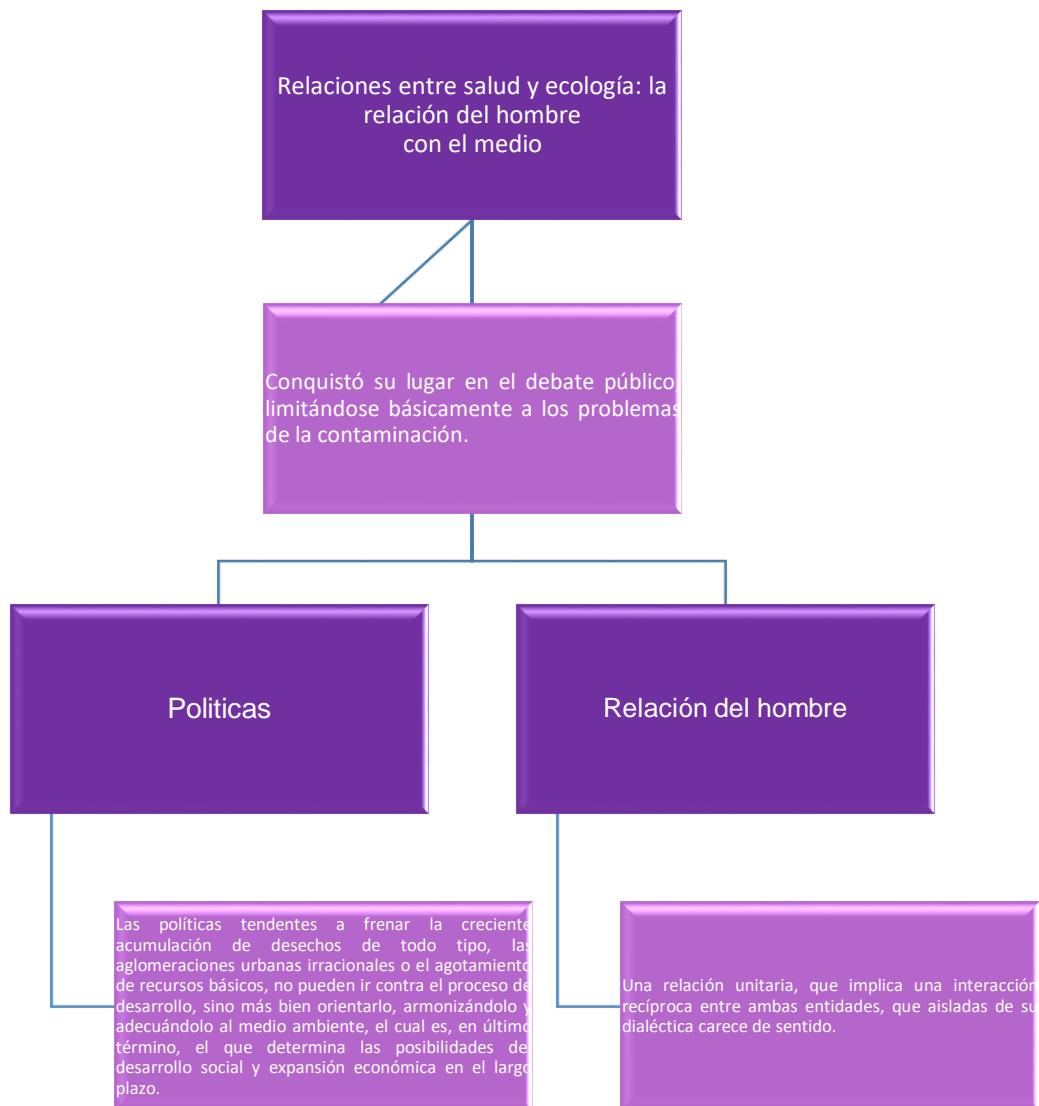 Relaciones entre salud y ecología: la
relación del hombre
con el medio
Conquistó su lugar en el debate público
limitándose básicamente a los problemas
de la contaminación.
Politicas
Relación del hombre
Las políticas tendentes a frenar la creciente
acumulación de desechos de todo tipo, las
aglomeraciones urbanas irracionales o el agotamiento
de recursos básicos, no pueden ir contra el proceso de
desarrollo, sino más bien orientarlo, armonizándolo y
adecuándolo al medio ambiente, el cual es, en último
término, el que determina las posibilidades de
desarrollo social y expansión económica en el largo
plazo.
Una relación unitaria, que implica una interacción
recíproca entre ambas entidades, que aisladas de su
dialéctica carece de sentido.